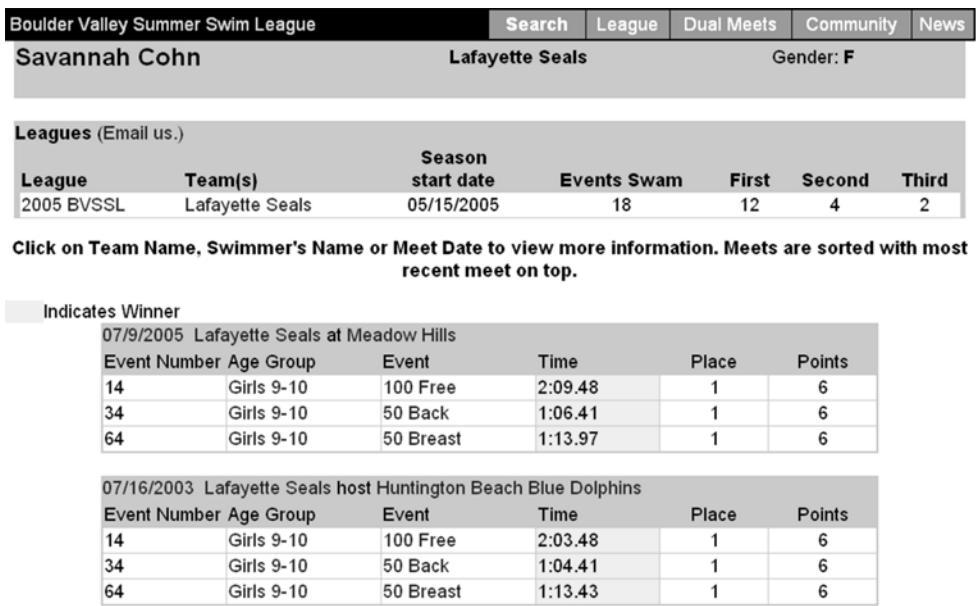 Boulder Valley Summer Swim League Search League Dual Meets Community News
Savannah Cohn Lafayette Seals Gender: F
Leagues (Email us.)
Season
League Team(s) start date Events Swam First Second Third
2005 BVSSL Lafayette Seals 05/15/2005 18 12 4 2
Click on Team Name, Swimmer's Name or Meet Date to view more information. Meets are sorted with most
recent meet on top.
Indicates Winner
07/9/2005 Lafayette Seals at Meadow Hills
Event Number Age Group Event Time Place Points
14 Girls 9-10 100 Free 2:09.48 1 6
34 Girls 9-10 50 Back 1:06.41 1 6
64 Girls 9-10 50 Breast 1:13.97 1 6
07/16/2003 Lafayette Seals host Huntington Beach Blue Dolphins
Event Number Age Group Event Time Place Points
14 Girls 9-10 100 Free 2:03.48 1 6
34 Girls 9-10 50 Back 1:04.41 1 6
64 Girls 9-10 50 Breast 1:13.43 1 6